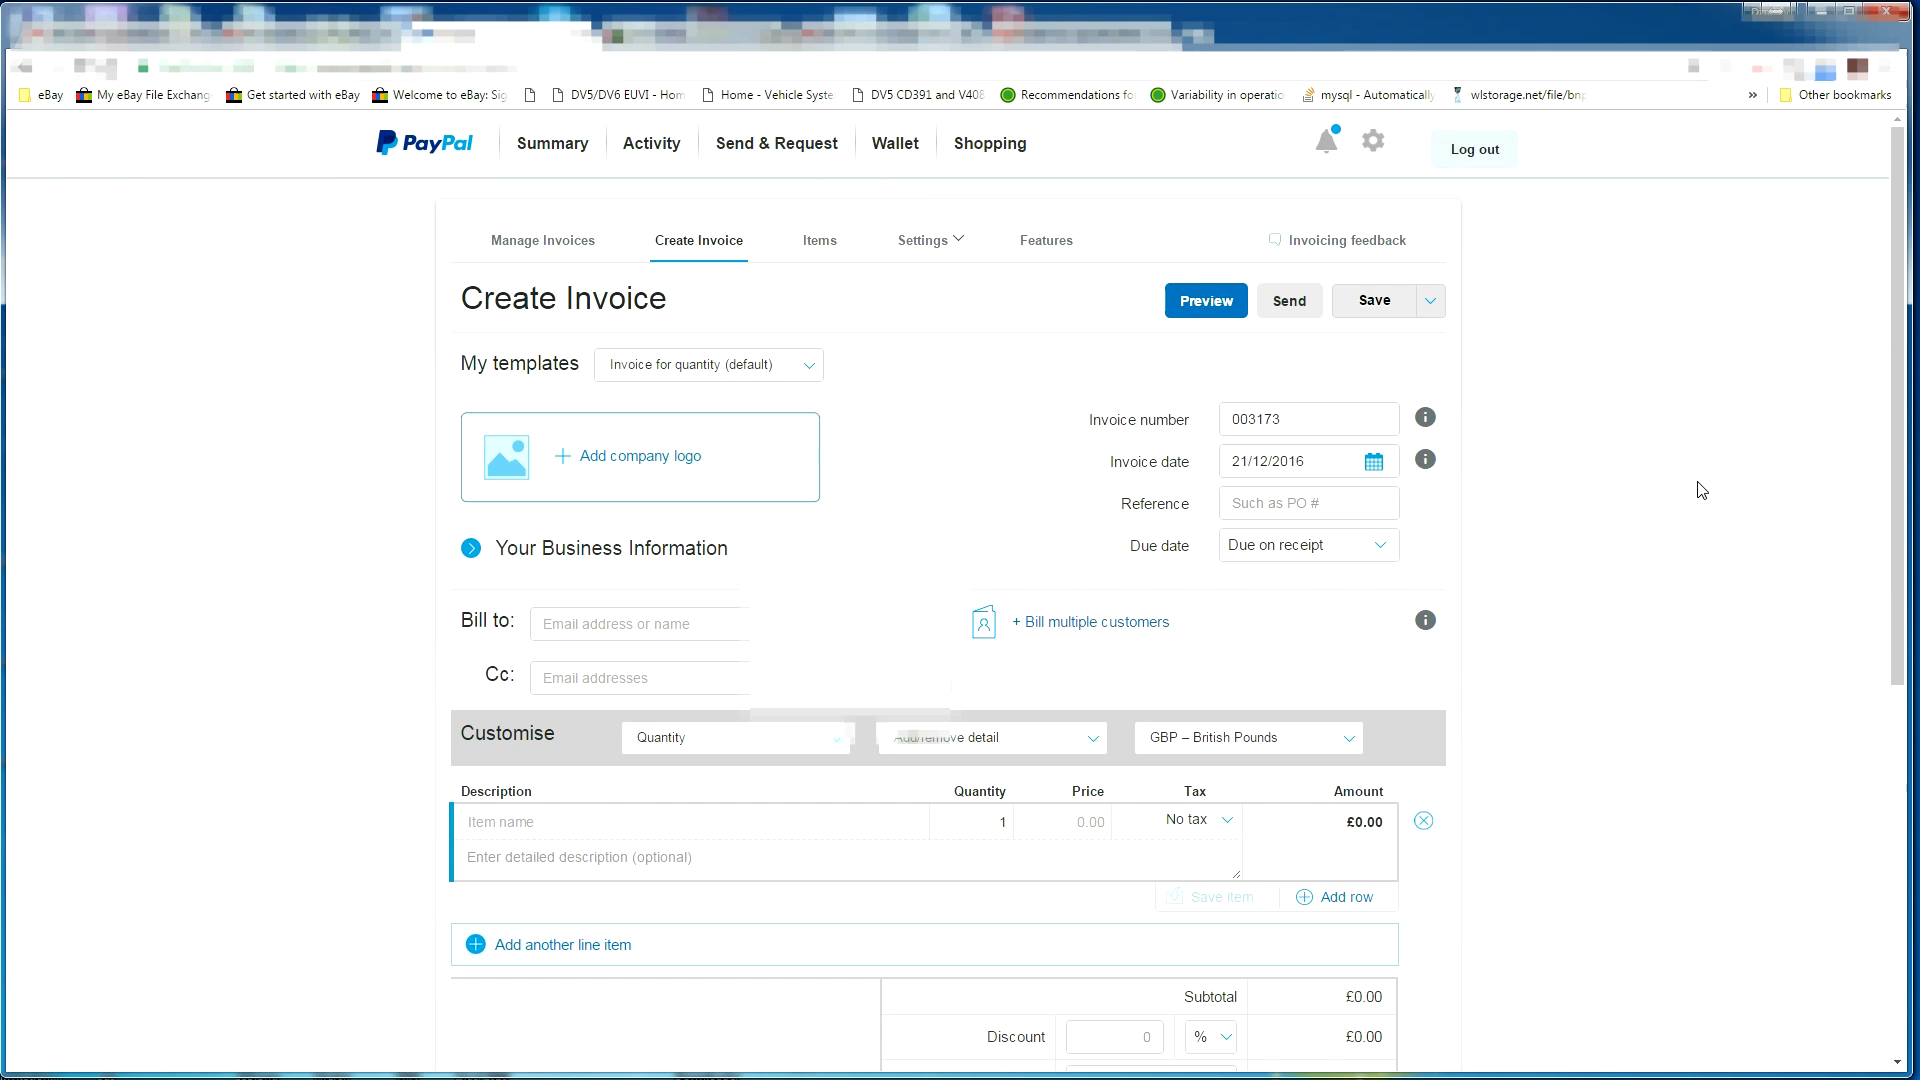 eBay My eBay File Exchang Get started with eBay Welcome to eBay: Sig DV5/DV6 EUVI - Hom Home - Vehicle Syste DV5 CD391 and V408 Recommendations fo Variability in operatio mysql - Automatically wlstorage.net/file/bnp » Other bookmarks
PayPal Summary Activity Send & Request Wallet Shopping Log out
Manage Invoices Create Invoice Items Settings Features Invoicing feedback
Create Invoice Preview Send Save
My templates Invoice for quantity (default)
Invoice number 003173
+ Add company logo
Invoice date 21/12/2016
Reference Such as PO #
Your Business Information
Due date Due on receipt
Bill to: Email address or name + Bill multiple customers
Cc: Email addresses
Customise Quantity Add/remove detail GBP – British Pounds
Description Quantity Price Tax Amount
Item name 1 0.00 No tax £0.00
Enter detailed description (optional)
Save item Add row
Add another line item
Subtotal £0.00
Discount 0 % £0.00